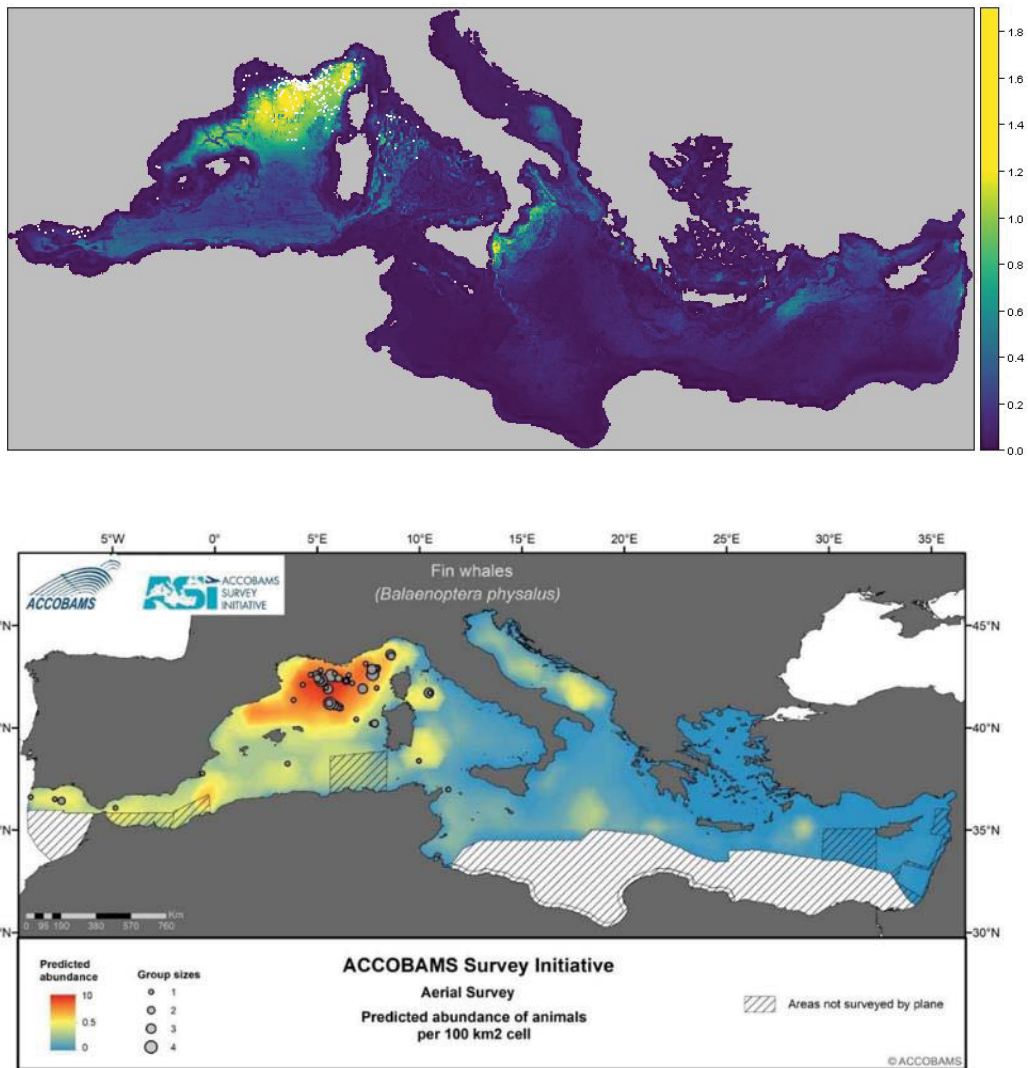 1.8
1.6
1.4
1.2
1.0
0.8
0.6
0.4
0.2
0.0
5°W 0° 5°E 10°E 15°E 20°E 25°E 30°E 35°E
ACCOBAMS
ASI ACCOBAMS
SURVEY
INITIATIVE
Fin whales
(Balaenoptera physalus)
°N 45°N
°N 40°N
°N 35°N
°N 30°N
Km
0 95 190 380 570 760
Predicted
abundance
10
0.5
0
Group sizes
1
2
3
4
ACCOBAMS Survey Initiative
Aerial Survey
Predicted abundance of animals
per 100 km2 cell
Areas not surveyed by plane
© ACCOBAMS